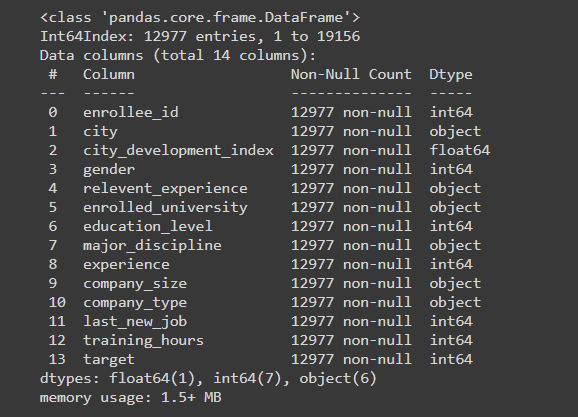 <class 'pandas.core.frame.DataFrame'>
Int64Index: 12977 entries, 1 to 19156
Data columns (total 14 columns):
 #   Column                  Non-Null Count  Dtype
---  ------                  --------------  -----
 0   enrollee_id             12977 non-null  int64
 1   city                    12977 non-null  object
 2   city_development_index  12977 non-null  float64
 3   gender                  12977 non-null  int64
 4   relevent_experience     12977 non-null  object
 5   enrolled_university     12977 non-null  object
 6   education_level         12977 non-null  int64
 7   major_discipline        12977 non-null  object
 8   experience              12977 non-null  int64
 9   company_size            12977 non-null  object
 10  company_type            12977 non-null  object
 11  last_new_job            12977 non-null  int64
 12  training_hours          12977 non-null  int64
 13  target                  12977 non-null  int64
dtypes: float64(1), int64(7), object(6)
memory usage: 1.5+ MB